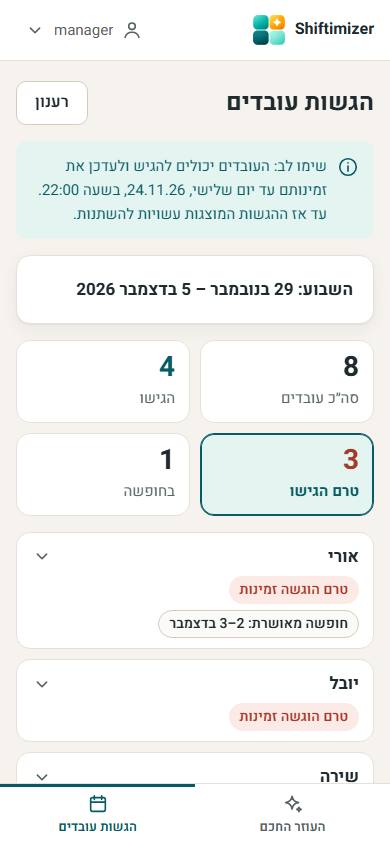 Shiftimizer
manager
הגשות עובדים
רענון
שימו לב: העובדים יכולים להגיש ולעדכן את
זמינותם עד יום שלישי, 24.11.26, בשעה 22:00.
עד אז ההגשות המוצגות עשויות להשתנות.
השבוע: 29 בנובמבר – 5 בדצמבר 2026
8
סה״כ עובדים
4
הגישו
3
טרם הגישו
1
בחופשה
אורי
טרם הוגשה זמינות
חופשה מאושרת: 2–3 בדצמבר
יובל
טרם הוגשה זמינות
שירה
העוזר החכם
הגשות עובדים